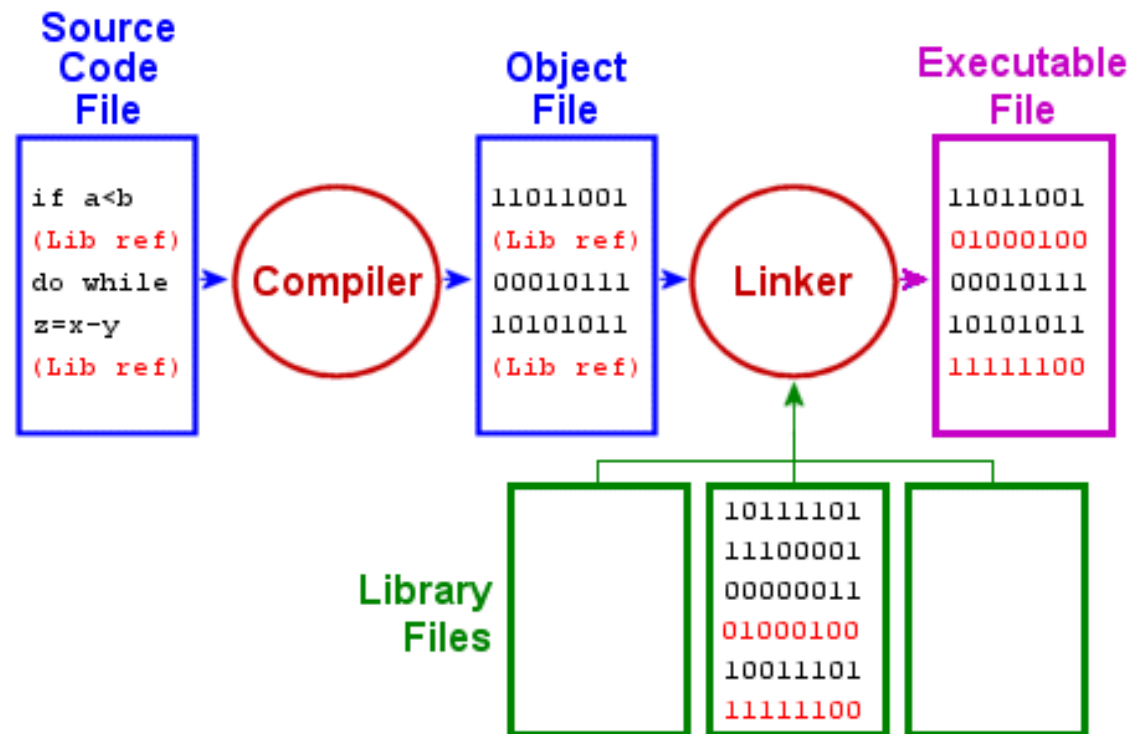 Source
Code
File
if a<b
(Lib ref)
do while
z=x-y
(Lib ref)
Compiler
Object
File
11011001
(Lib ref)
00010111
10101011
(Lib ref)
Linker
Executable
File
11011001
01000100
00010111
10101011
11111100
Library
Files
10111101
11100001
00000011
01000100
10011101
11111100